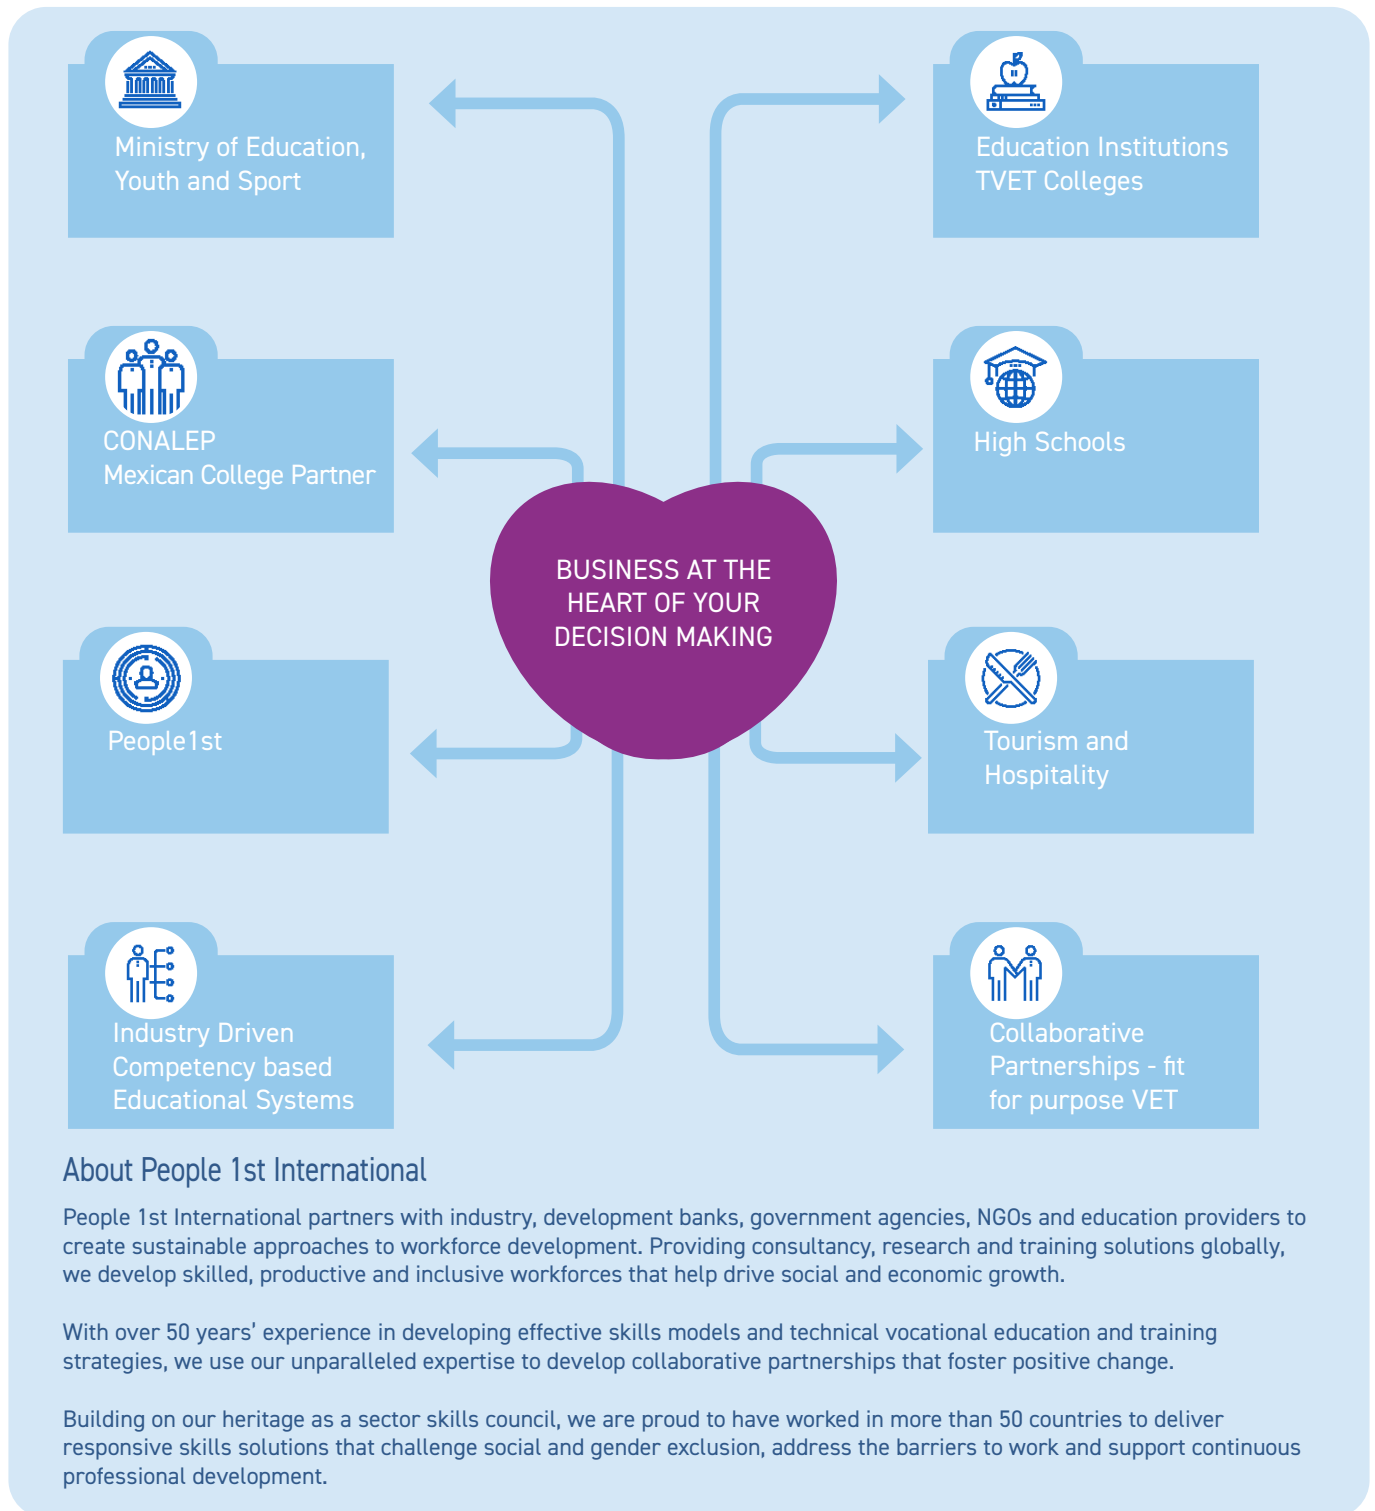 Ministry of Education,
Youth and Sport
Education Institutions
TVET Colleges
CONALEP
Mexican College Partner
High Schools
BUSINESS AT THE
HEART OF YOUR
DECISION MAKING
People1st
Tourism and
Hospitality
Industry Driven
Competency based
Educational Systems
Collaborative
Partnerships - fit
for purpose VET
About People 1st International
People 1st International partners with industry, development banks, government agencies, NGOs and education providers to
create sustainable approaches to workforce development. Providing consultancy, research and training solutions globally,
we develop skilled, productive and inclusive workforces that help drive social and economic growth.
With over 50 years’ experience in developing effective skills models and technical vocational education and training
strategies, we use our unparalleled expertise to develop collaborative partnerships that foster positive change.
Building on our heritage as a sector skills council, we are proud to have worked in more than 50 countries to deliver
responsive skills solutions that challenge social and gender exclusion, address the barriers to work and support continuous
professional development.